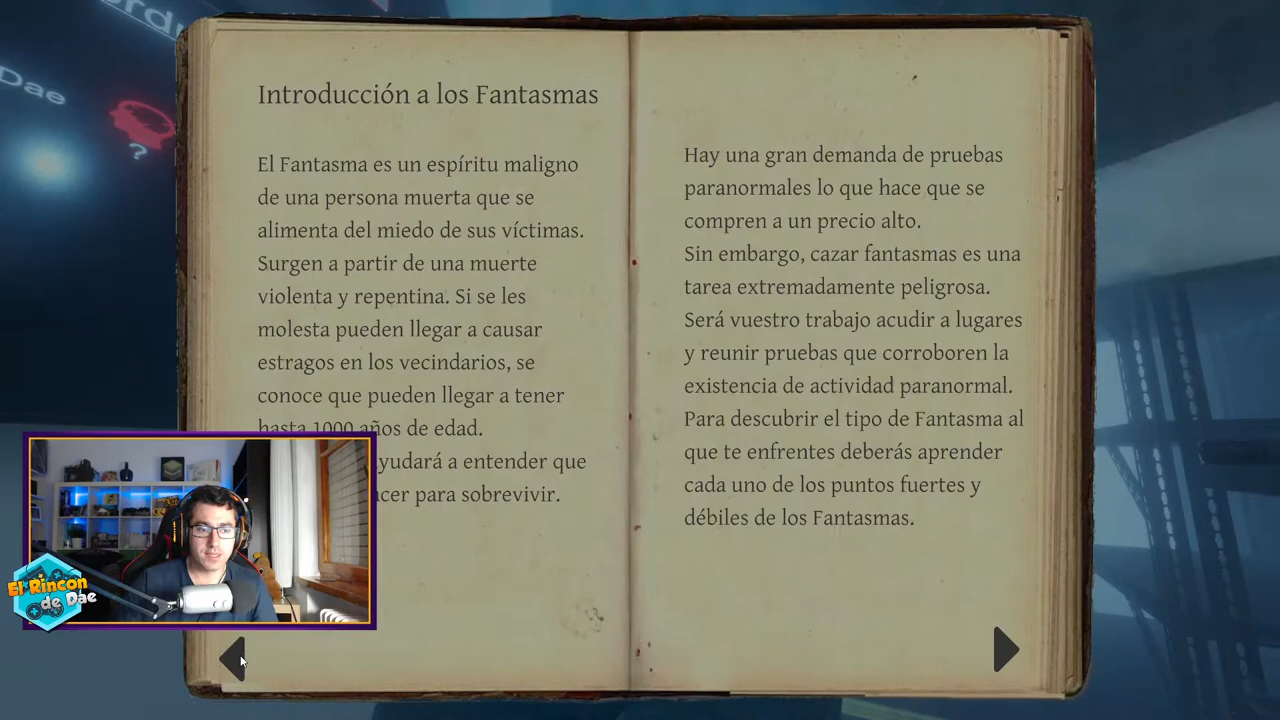 Dae
?
Introducción a los Fantasmas
El Fantasma es un espíritu maligno
de una persona muerta que se
alimenta del miedo de sus víctimas.
Surgen a partir de una muerte
violenta y repentina. Si se les
molesta pueden llegar a causar
estragos en los vecindarios, se
conoce que pueden llegar a tener
hasta 1000 años de edad.
a entender que
para sobrevivir.
Hay una gran demanda de pruebas
paranormales lo que hace que se
compren a un precio alto.
Sin embargo, cazar fantasmas es una
tarea extremadamente peligrosa.
Será vuestro trabajo acudir a lugares
y reunir pruebas que corroboren la
existencia de actividad paranormal.
Para descubrir el tipo de Fantasma al
que te enfrentes deberás aprender
cada uno de los puntos fuertes y
débiles de los Fantasmas.
El Rincon
de Dae